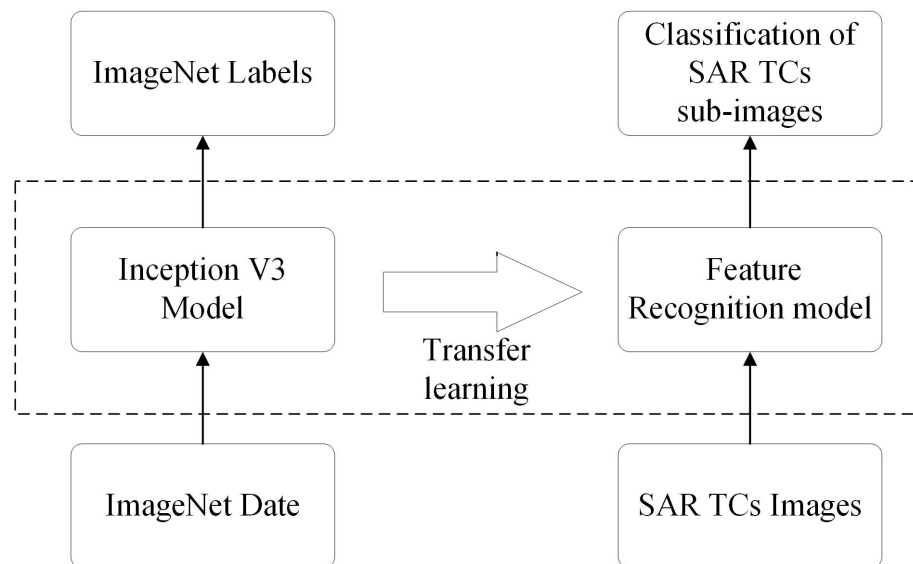 ImageNet Labels
Classification of
SAR TCs
sub-images
Inception V3
Model
Transfer
learning
Feature
Recognition model
ImageNet Date
SAR TCs Images